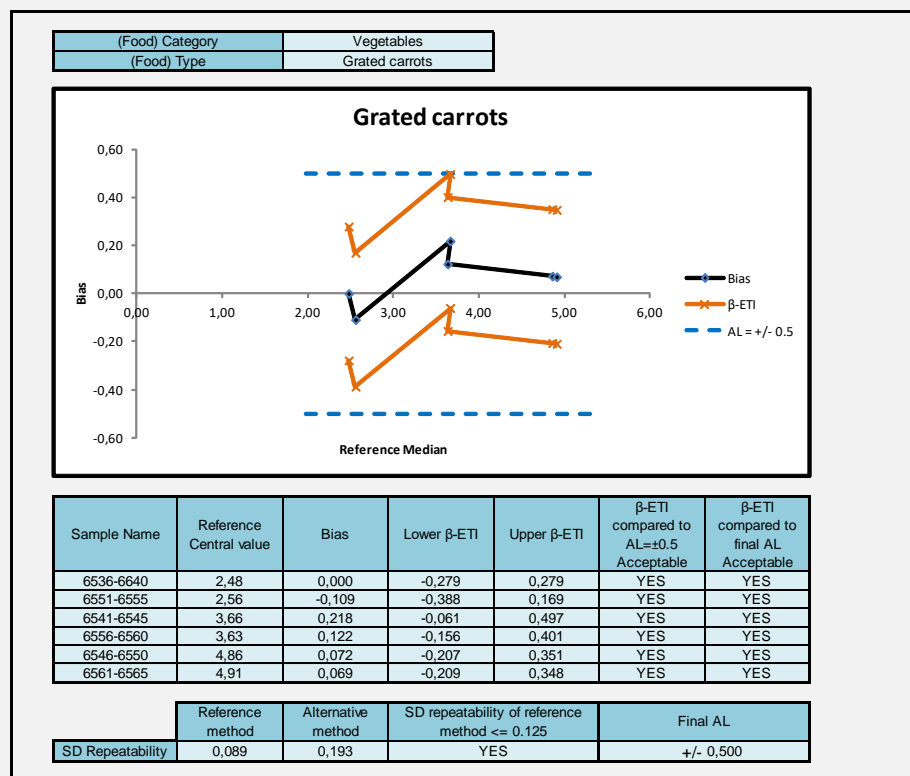 (Food) Category Vegetables
(Food) Type Grated carrots
Grated carrots
0,60
0,40
0,20
0,00
-0,20
-0,40
-0,60
0,00 1,00 2,00 3,00 4,00 5,00 6,00
Bias
Reference Median
Bias
β-ETI
AL = +/- 0.5
Sample Name Reference Central value Bias Lower β-ETI Upper β-ETI β-ETI compared to AL=±0.5 Acceptable β-ETI compared to final AL Acceptable
6536-6640 2,48 0,000 -0,279 0,279 YES YES
6551-6555 2,56 -0,109 -0,388 0,169 YES YES
6541-6545 3,66 0,218 -0,061 0,497 YES YES
6556-6560 3,63 0,122 -0,156 0,401 YES YES
6546-6550 4,86 0,072 -0,207 0,351 YES YES
6561-6565 4,91 0,069 -0,209 0,348 YES YES
Reference method Alternative method SD repeatability of reference method <= 0.125 Final AL
SD Repeatability 0,089 0,193 YES +/- 0,500